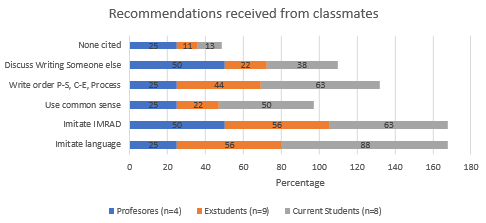 Recommendations received from classmates
None cited 25 11 13
Discuss Writing Someone else 50 22 38
Write order P-S, C-E, Process 25 44 63
Use common sense 25 22 50
Imitate IMRAD 50 56 63
Imitate language 25 56 88
0 20 40 60 80 100 120 140 160 180
Percentage
Profesores (n=4) Exstudents (n=9) Current Students (n=8)